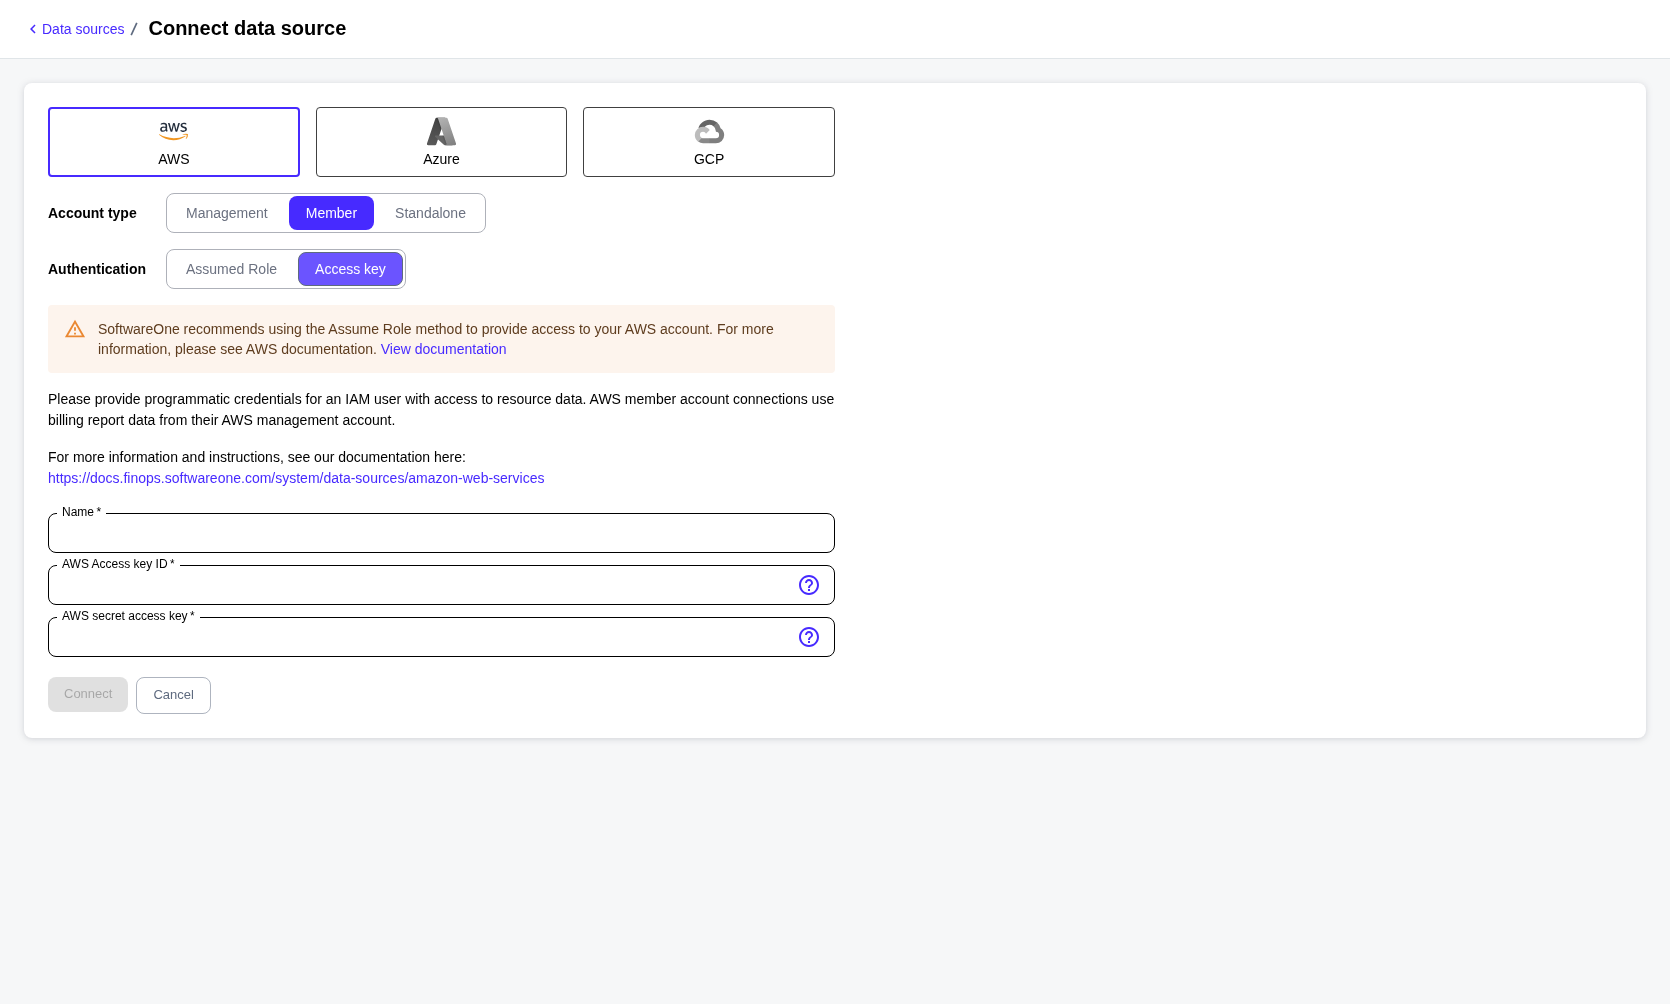 Data sources / Connect data source
aws
AWS
Azure
GCP
Account type Management Member Standalone
Authentication Assumed Role Access key
SoftwareOne recommends using the Assume Role method to provide access to your AWS account. For more
information, please see AWS documentation. View documentation
Please provide programmatic credentials for an IAM user with access to resource data. AWS member account connections use
billing report data from their AWS management account.
For more information and instructions, see our documentation here:
https://docs.finops.softwareone.com/system/data-sources/amazon-web-services
Name *
AWS Access key ID *
AWS secret access key *
Connect Cancel